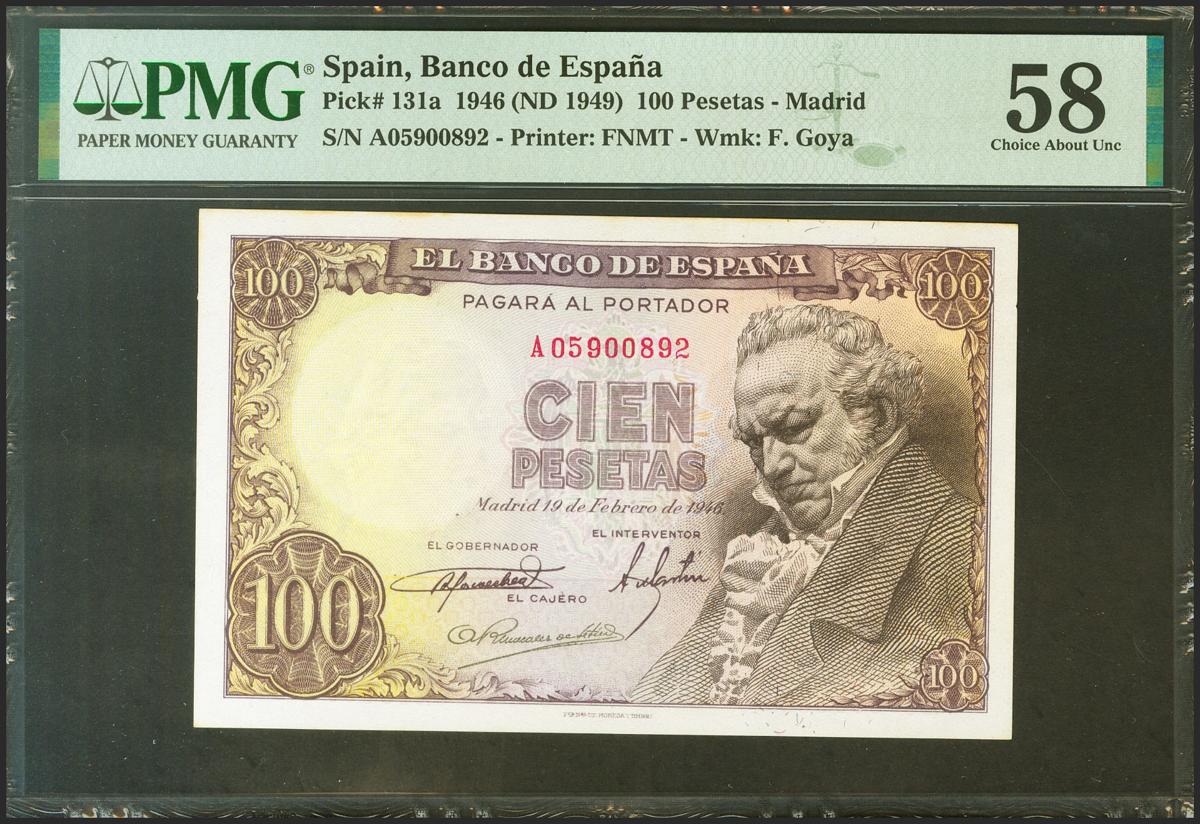 PMG®
PAPER MONEY GUARANTY
Spain, Banco de España
Pick# 131a 1946 (ND 1949) 100 Pesetas - Madrid
S/N A05900892 - Printer: FNMT - Wmk: F. Goya
58
Choice About Unc
100
EL BANCO DE ESPAÑA
100
PAGARÁ AL PORTADOR
A05900892
CIEN
PESETAS
Madrid 19 de Febrero de 1946
EL INTERVENTOR
EL GOBERNADOR
EL CAJERO
100
100